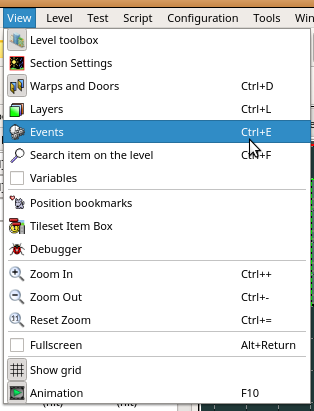 View Level Test Script Configuration Tools Win
Level toolbox
Section Settings
Warps and Doors Ctrl+D
Layers Ctrl+L
Events Ctrl+E
Search item on the level Ctrl+F
Variables
Position bookmarks
Tileset Item Box
Debugger
Zoom In Ctrl++
Zoom Out Ctrl+-
Reset Zoom Ctrl+=
Fullscreen Alt+Return
Show grid
Animation F10